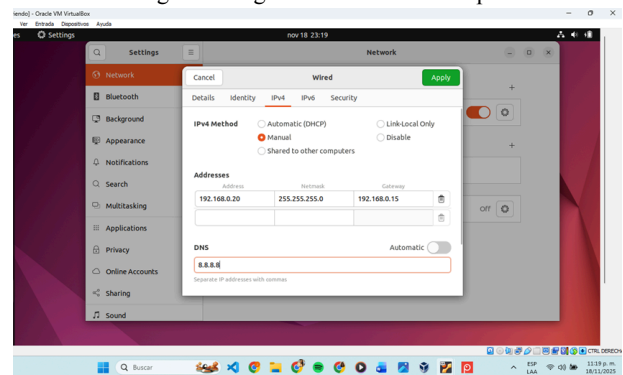 iendo] - Oracle VM VirtualBox
Ver Entrada Dispositivos Ayuda
es Settings nov 18 23:19
Settings Network
Network
Bluetooth
Background
Appearance
Notifications
Search
Multitasking
Applications
Privacy
Online Accounts
Sharing
Sound
Cancel Wired Apply
Details Identity IPv4 IPv6 Security
IPv4 Method Automatic (DHCP) Link-Local Only
Manual Disable
Shared to other computers
Addresses
Address Netmask Gateway
192.168.0.20 255.255.255.0 192.168.0.15
Off
DNS Automatic
8.8.8.8
Separate IP addresses with commas
CTRL DERECH
Buscar
ESP 11:19 p. m.
LAA 18/11/2025